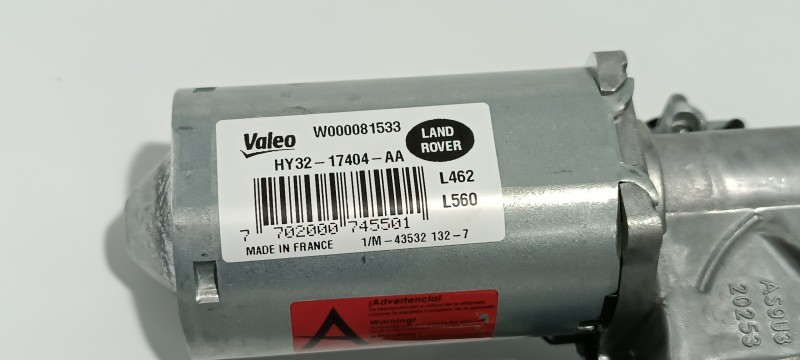 Valeo W000081533
LAND
ROVER
HY32-17404-AA
L462
L560
7 702000 745501
MADE IN FRANCE 1/M-43532 132-7
¡Advertencia!
Warning!
AS9U3
20253